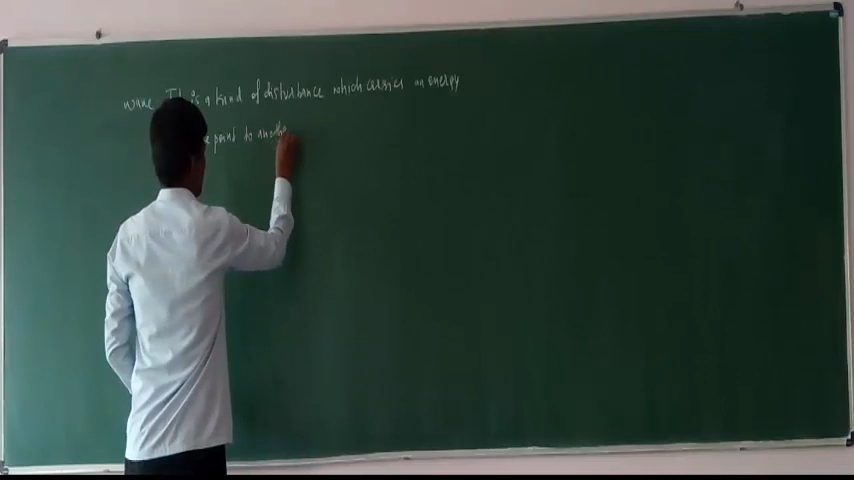 wave It is a kind of disturbance which carries an energy
point to another